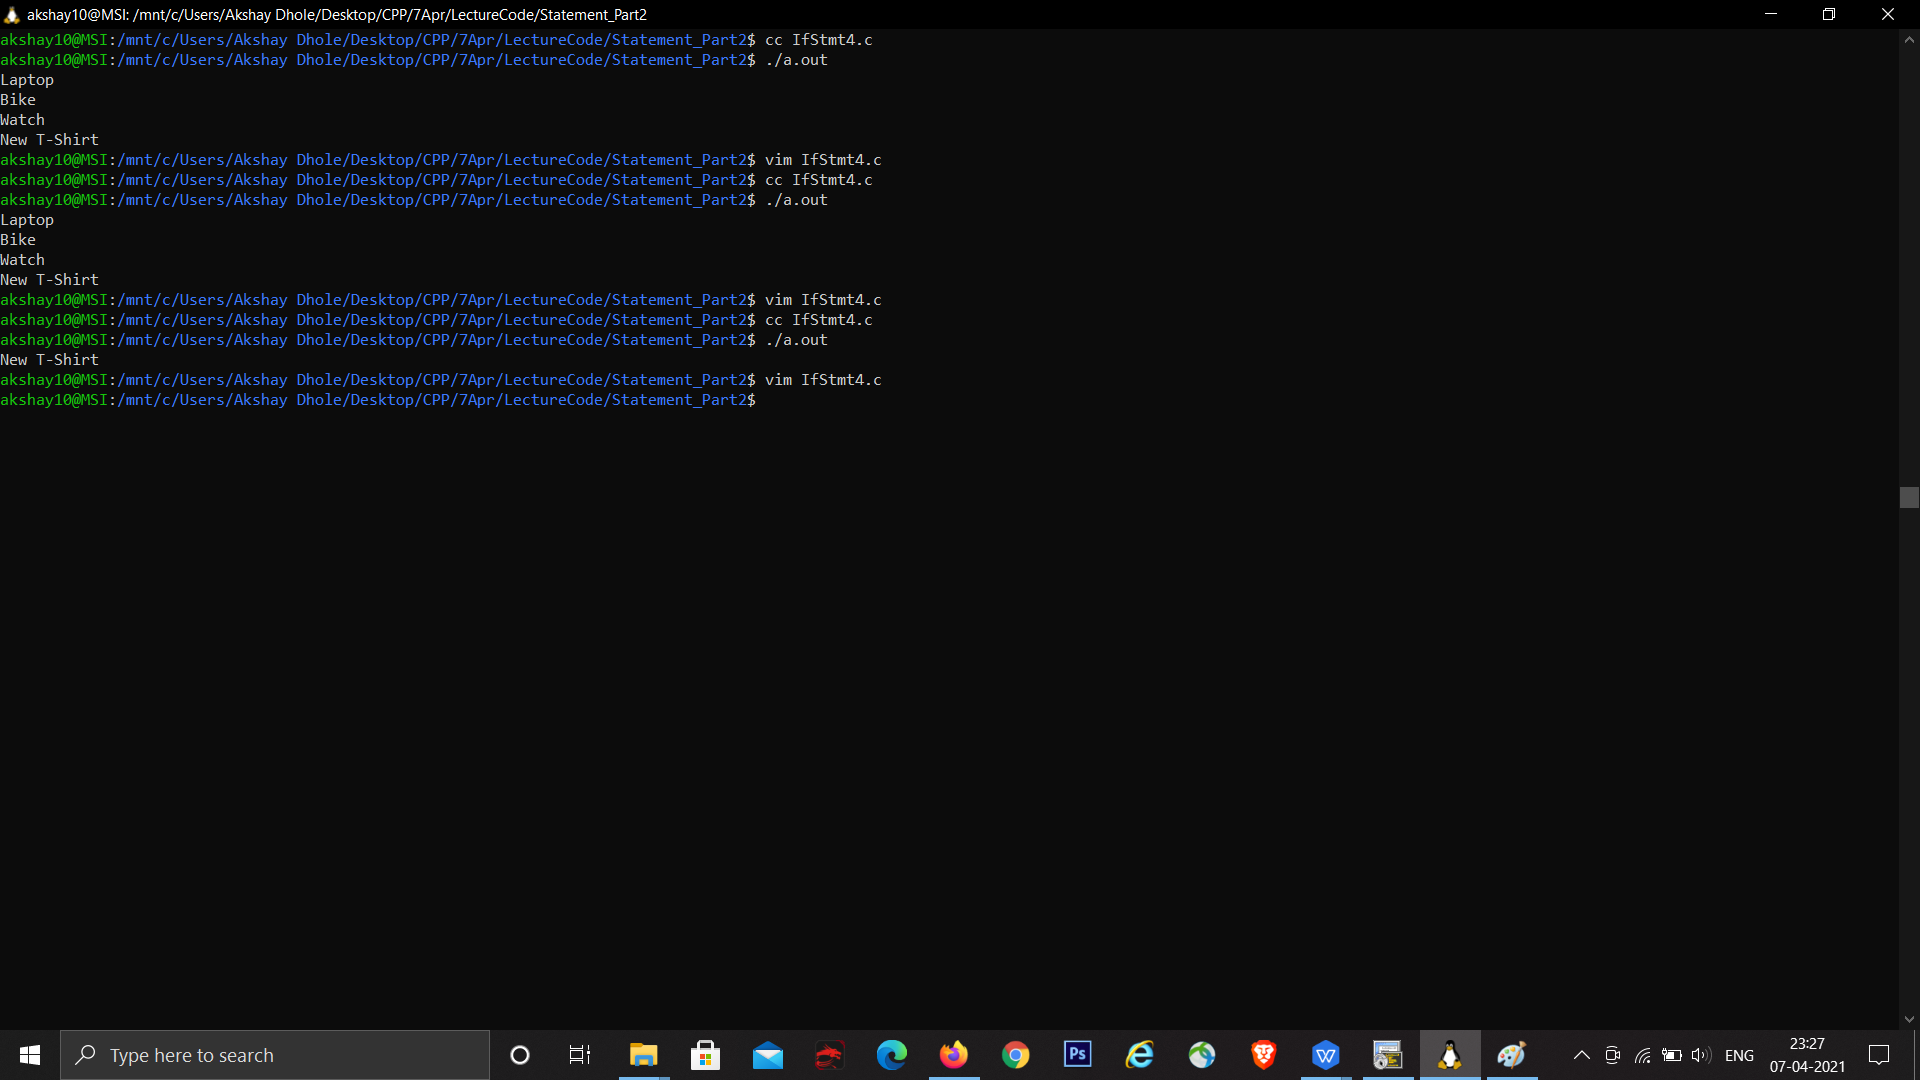 akshay10@MSI: /mnt/c/Users/Akshay Dhole/Desktop/CPP/7Apr/LectureCode/Statement_Part2
akshay10@MSI:/mnt/c/Users/Akshay Dhole/Desktop/CPP/7Apr/LectureCode/Statement_Part2$ cc IfStmt4.c
akshay10@MSI:/mnt/c/Users/Akshay Dhole/Desktop/CPP/7Apr/LectureCode/Statement_Part2$ ./a.out
Laptop
Bike
Watch
New T-Shirt
akshay10@MSI:/mnt/c/Users/Akshay Dhole/Desktop/CPP/7Apr/LectureCode/Statement_Part2$ vim IfStmt4.c
akshay10@MSI:/mnt/c/Users/Akshay Dhole/Desktop/CPP/7Apr/LectureCode/Statement_Part2$ cc IfStmt4.c
akshay10@MSI:/mnt/c/Users/Akshay Dhole/Desktop/CPP/7Apr/LectureCode/Statement_Part2$ ./a.out
Laptop
Bike
Watch
New T-Shirt
akshay10@MSI:/mnt/c/Users/Akshay Dhole/Desktop/CPP/7Apr/LectureCode/Statement_Part2$ vim IfStmt4.c
akshay10@MSI:/mnt/c/Users/Akshay Dhole/Desktop/CPP/7Apr/LectureCode/Statement_Part2$ cc IfStmt4.c
akshay10@MSI:/mnt/c/Users/Akshay Dhole/Desktop/CPP/7Apr/LectureCode/Statement_Part2$ ./a.out
New T-Shirt
akshay10@MSI:/mnt/c/Users/Akshay Dhole/Desktop/CPP/7Apr/LectureCode/Statement_Part2$ vim IfStmt4.c
akshay10@MSI:/mnt/c/Users/Akshay Dhole/Desktop/CPP/7Apr/LectureCode/Statement_Part2$
Type here to search
Ps
ENG
23:27
07-04-2021